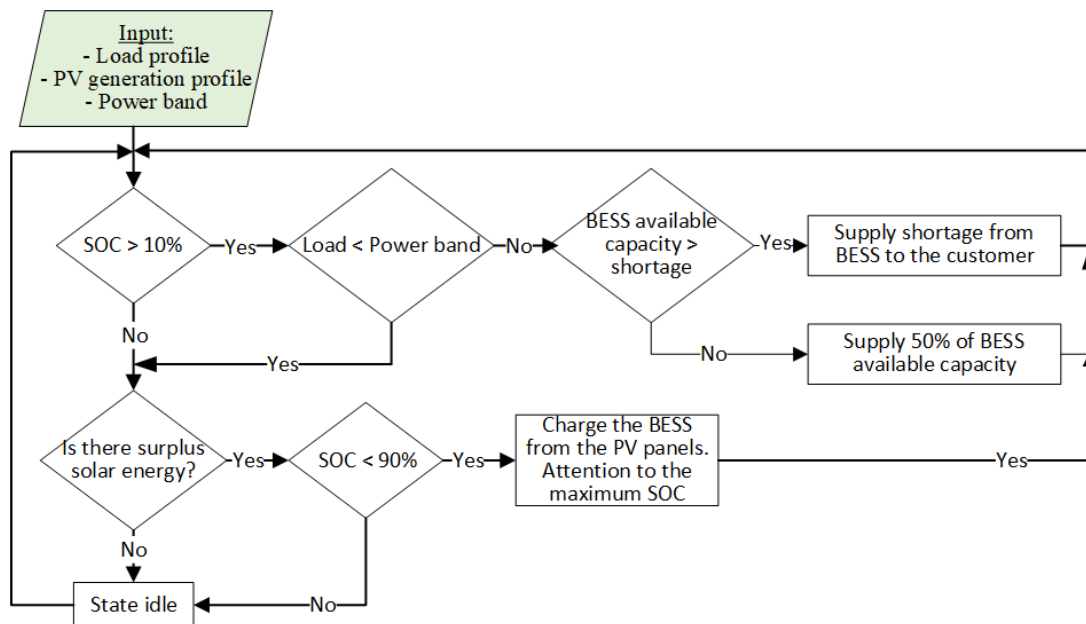 Input:
- Load profile
- PV generation profile
- Power band
SOC > 10%
Yes
Load < Power band
No
BESS available
capacity >
shortage
Yes
Supply shortage from
BESS to the customer
No
Yes
No
Supply 50% of BESS
available capacity
Is there surplus
solar energy?
Yes
SOC < 90%
Yes
Charge the BESS
from the PV panels.
Attention to the
maximum SOC
Yes
No
State idle
No